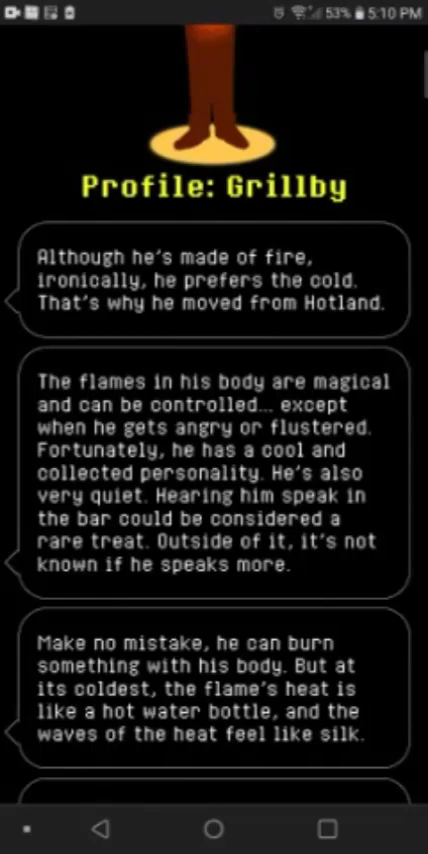 53% 5:10 PM
Profile: Grillby
Although he's made of fire,
ironically, he prefers the cold.
That's why he moved from Hotland.
The flames in his body are magical
and can be controlled... except
when he gets angry or flustered.
Fortunately, he has a cool and
collected personality. He's also
very quiet. Hearing him speak in
the bar could be considered a
rare treat. Outside of it, it's not
known if he speaks more.
Make no mistake, he can burn
something with his body. But at
its coldest, the flame's heat is
like a hot water bottle, and the
waves of the heat feel like silk.